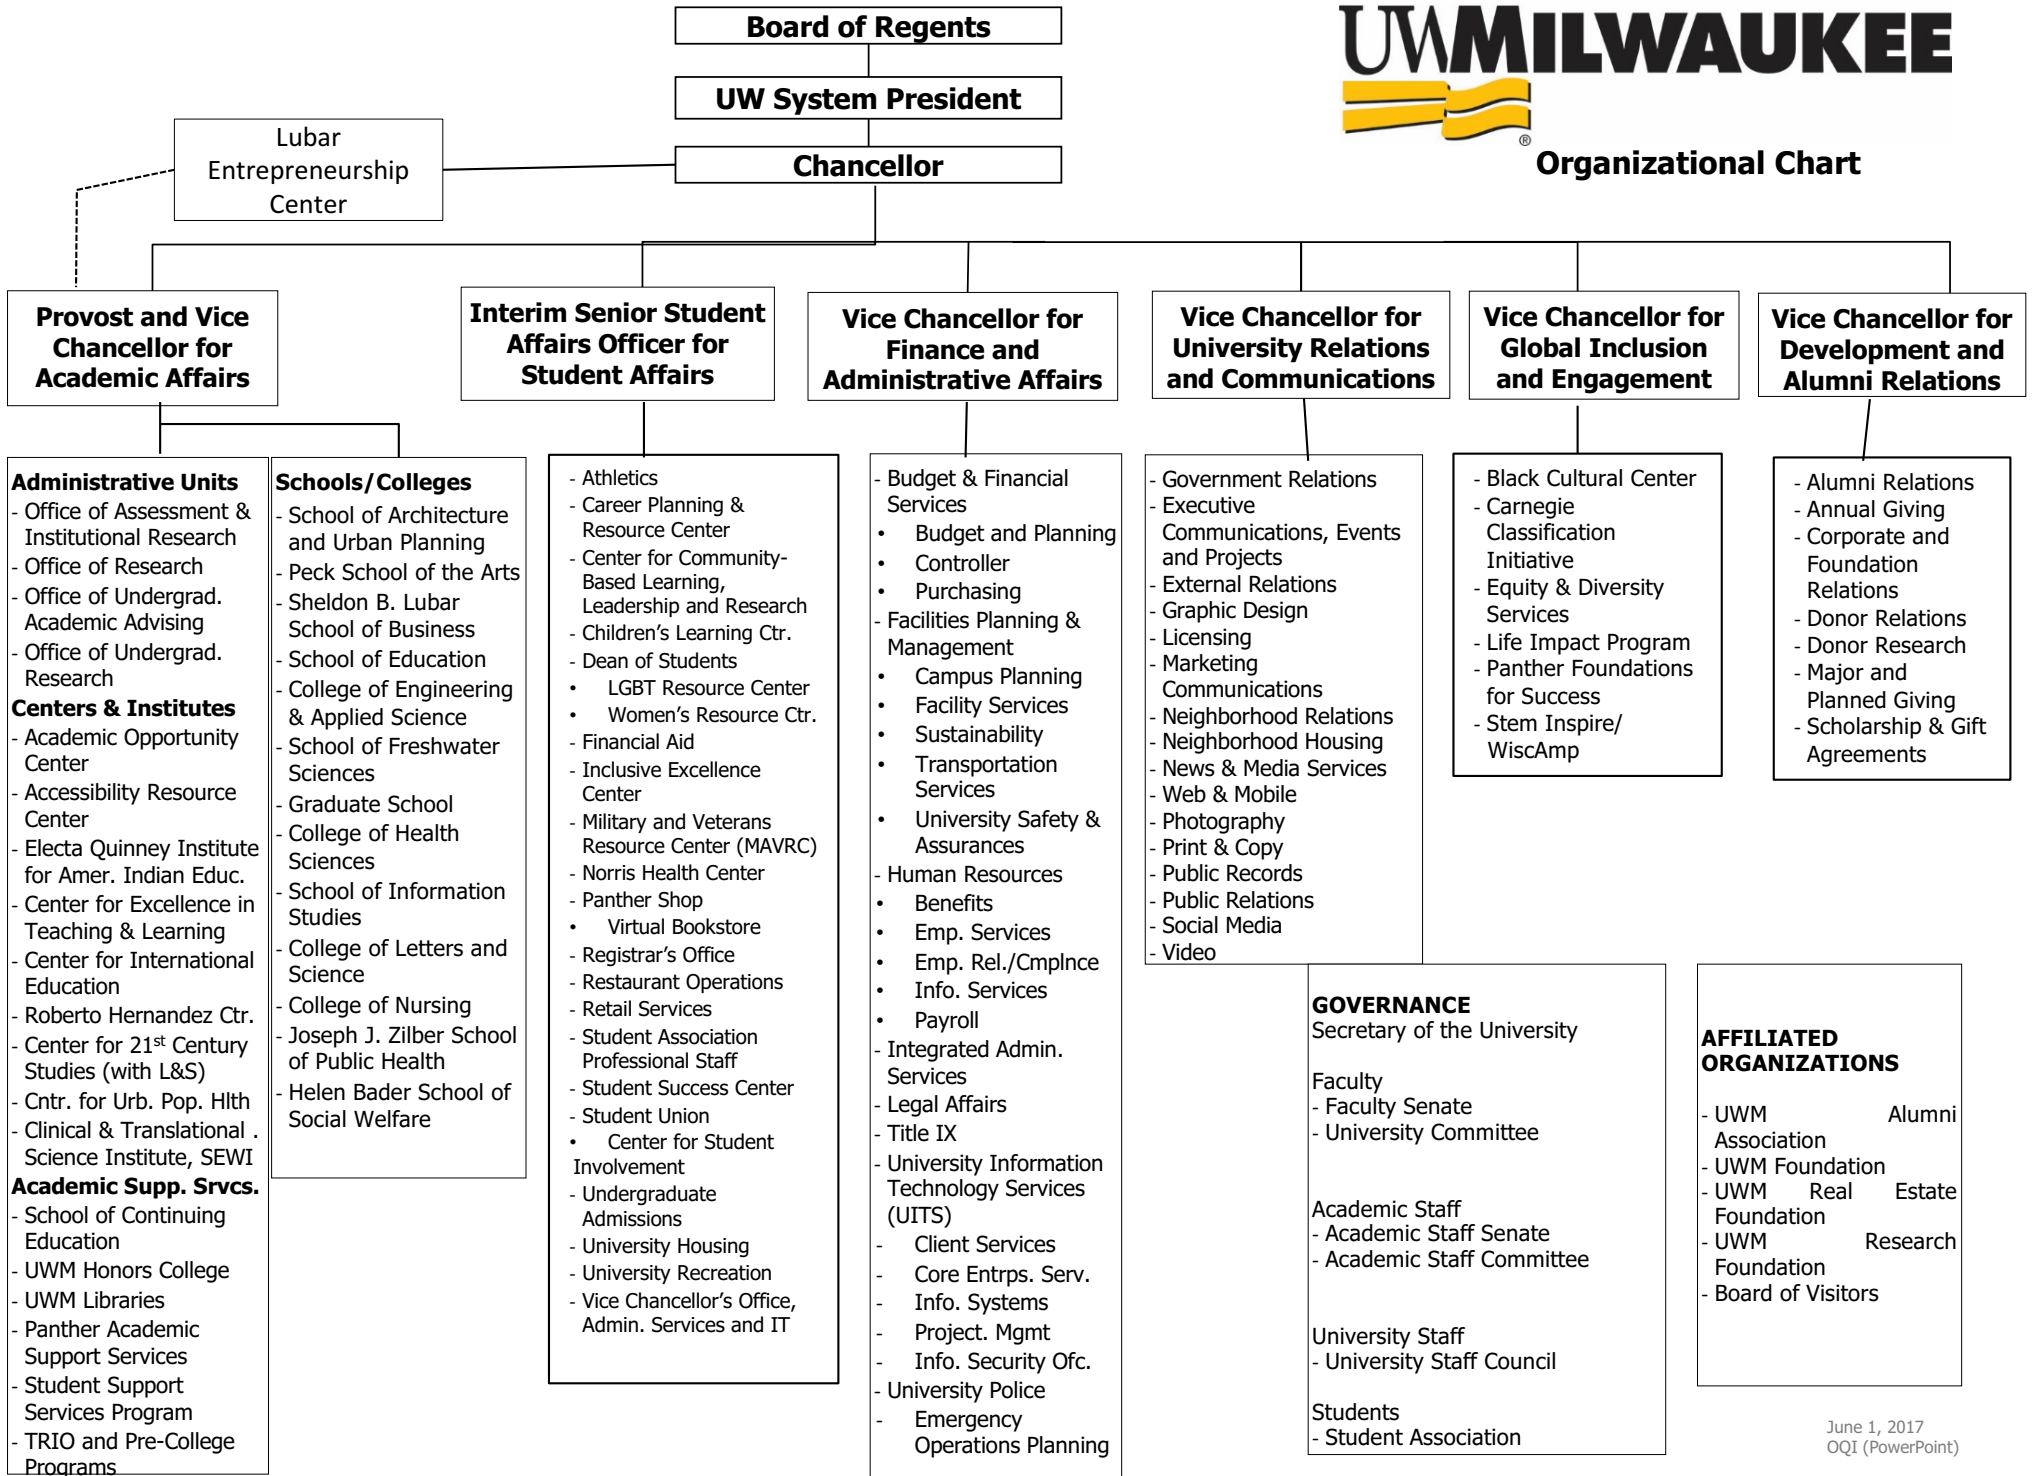 Board of Regents
UW System President
Chancellor
Lubar
Entrepreneurship
Center
UWMILWAUKEE
®
Organizational Chart
Provost and Vice
Chancellor for
Academic Affairs
Interim Senior Student
Affairs Officer for
Student Affairs
Vice Chancellor for
Finance and
Administrative Affairs
Vice Chancellor for
University Relations
and Communications
Vice Chancellor for
Global Inclusion
and Engagement
Vice Chancellor for
Development and
Alumni Relations
Administrative Units
- Office of Assessment &
Institutional Research
- Office of Research
- Office of Undergrad.
Academic Advising
- Office of Undergrad.
Research
Centers & Institutes
- Academic Opportunity
Center
- Accessibility Resource
Center
- Electa Quinney Institute
for Amer. Indian Educ.
- Center for Excellence in
Teaching & Learning
- Center for International
Education
- Roberto Hernandez Ctr.
- Center for 21st Century
Studies (with L&S)
- Cntr. for Urb. Pop. Hlth
- Clinical & Translational .
Science Institute, SEWI
Academic Supp. Srvcs.
- School of Continuing
Education
- UWM Honors College
- UWM Libraries
- Panther Academic
Support Services
- Student Support
Services Program
- TRIO and Pre-College
Programs
Schools/Colleges
- School of Architecture
and Urban Planning
- Peck School of the Arts
- Sheldon B. Lubar
School of Business
- School of Education
- College of Engineering
& Applied Science
- School of Freshwater
Sciences
- Graduate School
- College of Health
Sciences
- School of Information
Studies
- College of Letters and
Science
- College of Nursing
- Joseph J. Zilber School
of Public Health
- Helen Bader School of
Social Welfare
- Athletics
- Career Planning &
Resource Center
- Center for Community-
Based Learning,
Leadership and Research
- Children’s Learning Ctr.
- Dean of Students
• LGBT Resource Center
• Women’s Resource Ctr.
- Financial Aid
- Inclusive Excellence
Center
- Military and Veterans
Resource Center (MAVRC)
- Norris Health Center
- Panther Shop
• Virtual Bookstore
- Registrar’s Office
- Restaurant Operations
- Retail Services
- Student Association
Professional Staff
- Student Success Center
- Student Union
• Center for Student
Involvement
- Undergraduate
Admissions
- University Housing
- University Recreation
- Vice Chancellor’s Office,
Admin. Services and IT
- Budget & Financial
Services
• Budget and Planning
• Controller
• Purchasing
- Facilities Planning &
Management
• Campus Planning
• Facility Services
• Sustainability
• Transportation
Services
• University Safety &
Assurances
- Human Resources
• Benefits
• Emp. Services
• Emp. Rel./Cmplnce
• Info. Services
• Payroll
- Integrated Admin.
Services
- Legal Affairs
- Title IX
- University Information
Technology Services
(UITS)
- Client Services
- Core Entrps. Serv.
- Info. Systems
- Project. Mgmt
- Info. Security Ofc.
- University Police
- Emergency
Operations Planning
- Government Relations
- Executive
Communications, Events
and Projects
- External Relations
- Graphic Design
- Licensing
- Marketing
Communications
- Neighborhood Relations
- Neighborhood Housing
- News & Media Services
- Web & Mobile
- Photography
- Print & Copy
- Public Records
- Public Relations
- Social Media
- Video
- Black Cultural Center
- Carnegie
Classification
Initiative
- Equity & Diversity
Services
- Life Impact Program
- Panther Foundations
for Success
- Stem Inspire/
WiscAmp
- Alumni Relations
- Annual Giving
- Corporate and
Foundation
Relations
- Donor Relations
- Donor Research
- Major and
Planned Giving
- Scholarship & Gift
Agreements
GOVERNANCE
Secretary of the University
Faculty
- Faculty Senate
- University Committee
Academic Staff
- Academic Staff Senate
- Academic Staff Committee
University Staff
- University Staff Council
Students
- Student Association
AFFILIATED
ORGANIZATIONS
- UWM Alumni
Association
- UWM Foundation
- UWM Real Estate
Foundation
- UWM Research
Foundation
- Board of Visitors
June 1, 2017
OQI (PowerPoint)